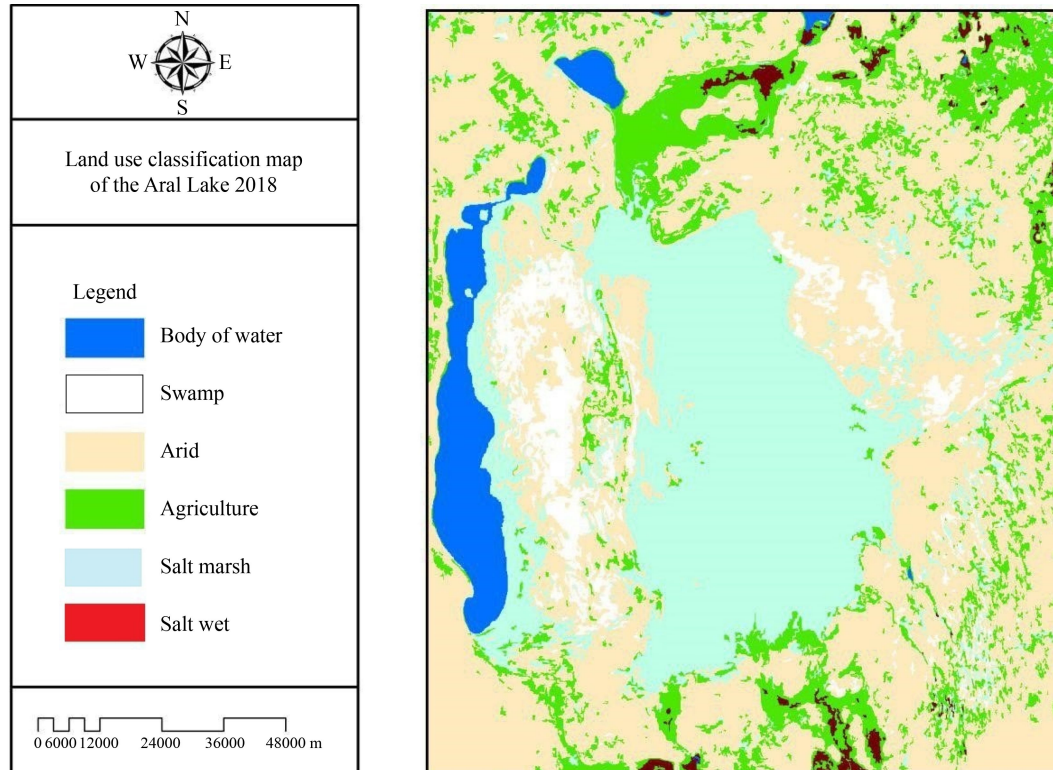 N
W E
S
Land use classification map
of the Aral Lake 2018
Legend
Body of water
Swamp
Arid
Agriculture
Salt marsh
Salt wet
0 6000 12000 24000 36000 48000 m